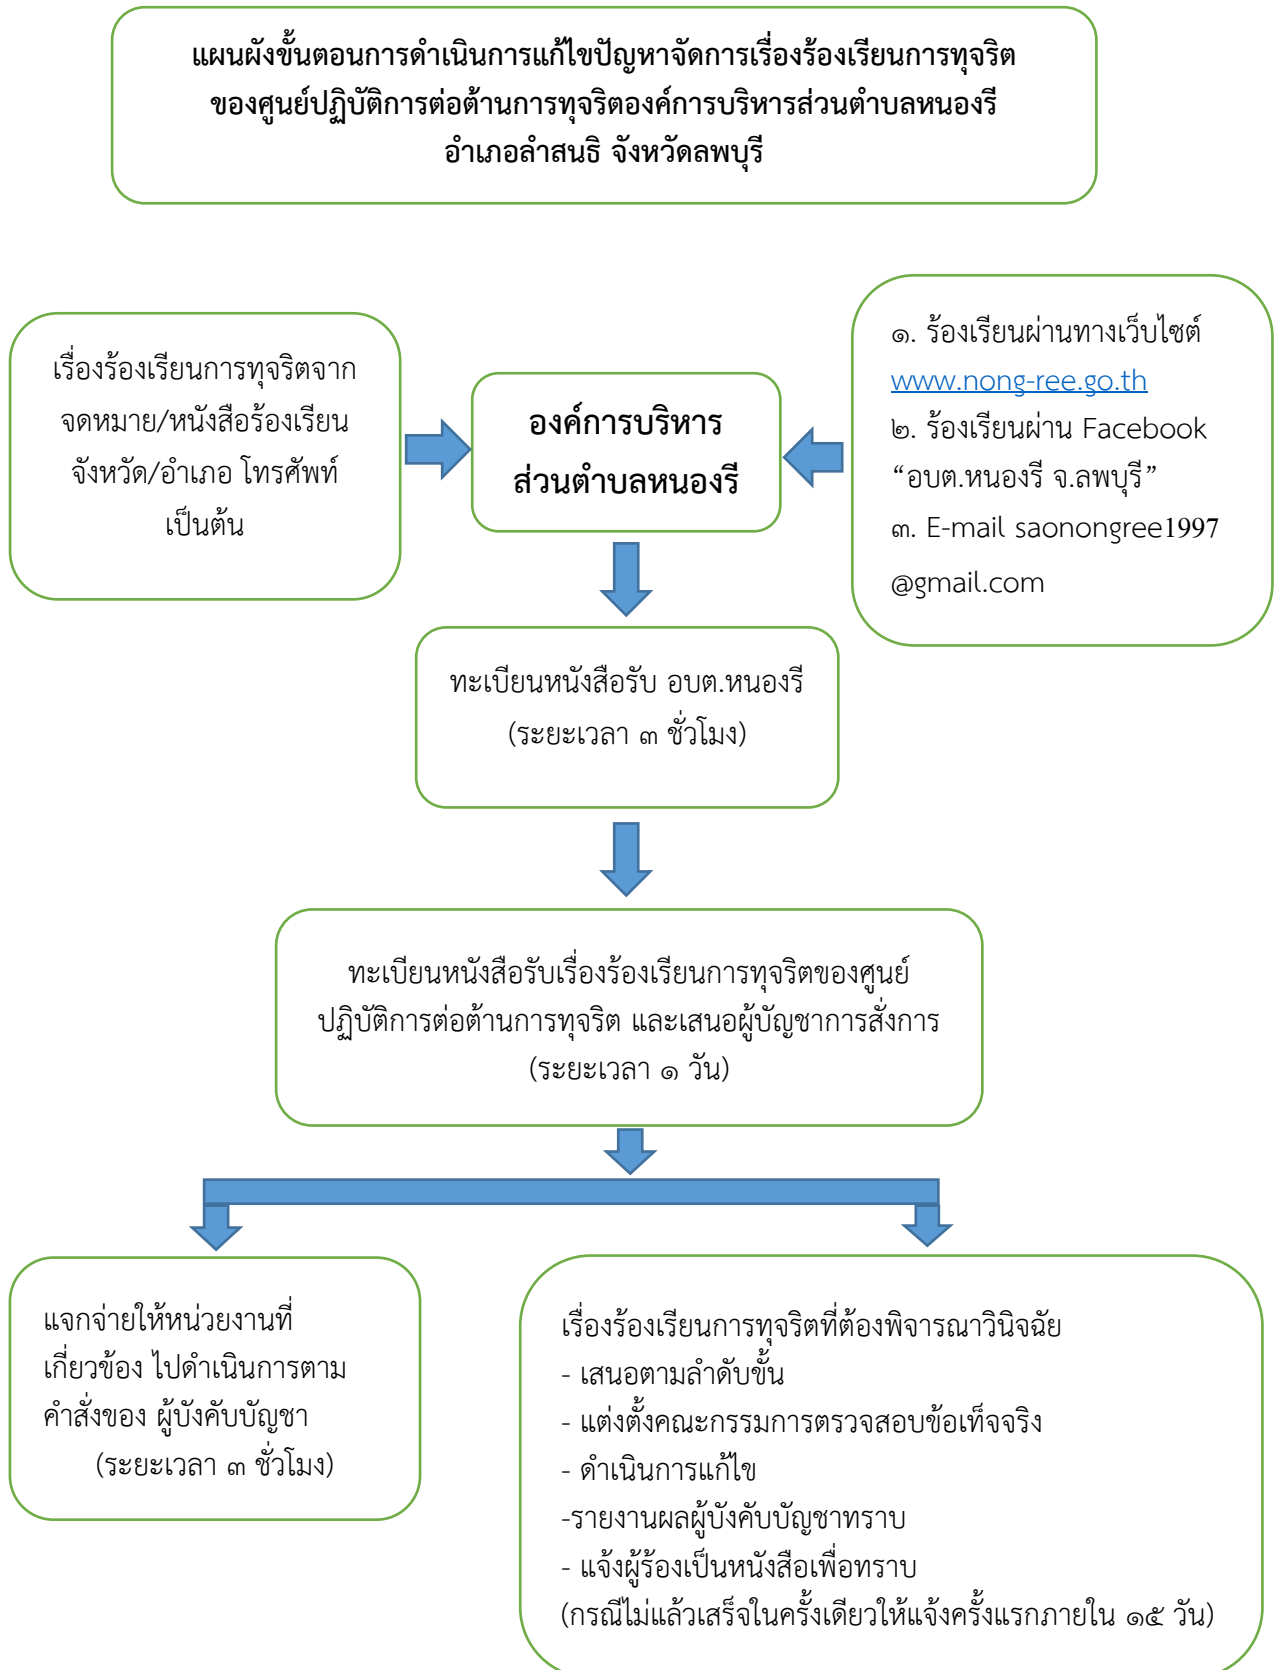 แผนผังขั้นตอนการดำเนินการแก้ไขปัญหาจัดการเรื่องร้องเรียนการทุจริต
ของศูนย์ปฏิบัติการต่อต้านการทุจริตองค์การบริหารส่วนตำบลหนองรี
อำเภอลำสนธิ จังหวัดลพบุรี
เรื่องร้องเรียนการทุจริตจาก
จดหมาย/หนังสือร้องเรียน
จังหวัด/อำเภอ โทรศัพท์
เป็นต้น
องค์การบริหาร
ส่วนตำบลหนองรี
๑. ร้องเรียนผ่านทางเว็บไซต์
www.nong-ree.go.th
๒. ร้องเรียนผ่าน Facebook
“อบต.หนองรี จ.ลพบุรี”
๓. E-mail saonongree1997
@gmail.com
ทะเบียนหนังสือรับ อบต.หนองรี
(ระยะเวลา ๓ ชั่วโมง)
ทะเบียนหนังสือรับเรื่องร้องเรียนการทุจริตของศูนย์
ปฏิบัติการต่อต้านการทุจริต และเสนอผู้บัญชาการสั่งการ
(ระยะเวลา ๑ วัน)
แจกจ่ายให้หน่วยงานที่
เกี่ยวข้อง ไปดำเนินการตาม
คำสั่งของ ผู้บังคับบัญชา
(ระยะเวลา ๓ ชั่วโมง)
เรื่องร้องเรียนการทุจริตที่ต้องพิจารณาวินิจฉัย
- เสนอตามลำดับขั้น
- แต่งตั้งคณะกรรมการตรวจสอบข้อเท็จจริง
- ดำเนินการแก้ไข
-รายงานผลผู้บังคับบัญชาทราบ
- แจ้งผู้ร้องเป็นหนังสือเพื่อทราบ
(กรณีไม่แล้วเสร็จในครั้งเดียวให้แจ้งครั้งแรกภายใน ๑๕ วัน)